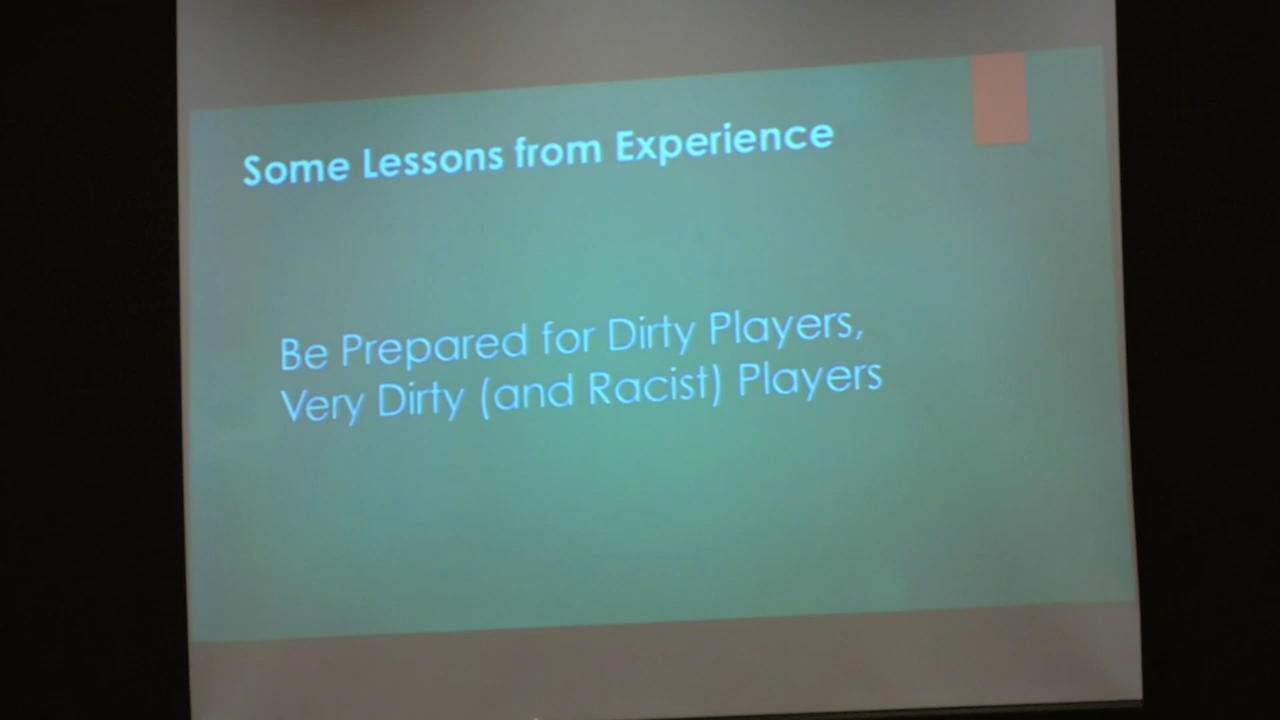 Some Lessons from Experience
Be Prepared for Dirty Players,
Very Dirty (and Racist) Players